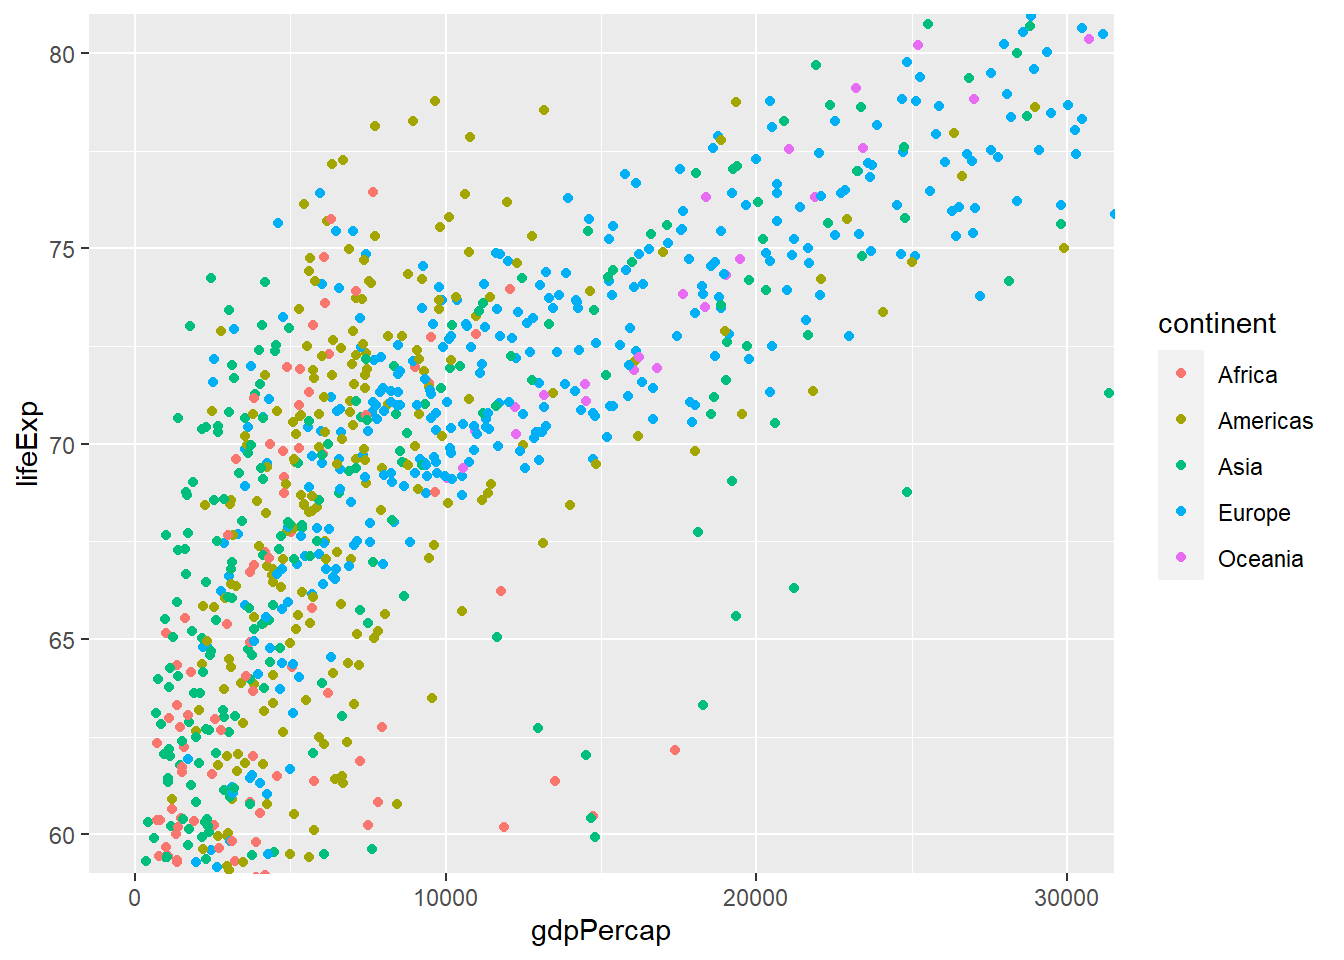 80
75
70
65
60
lifeExp
0
10000
20000
30000
gdpPercap
continent
Africa
Americas
Asia
Europe
Oceania